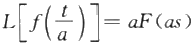 L[f(t/a)] = aF(as)